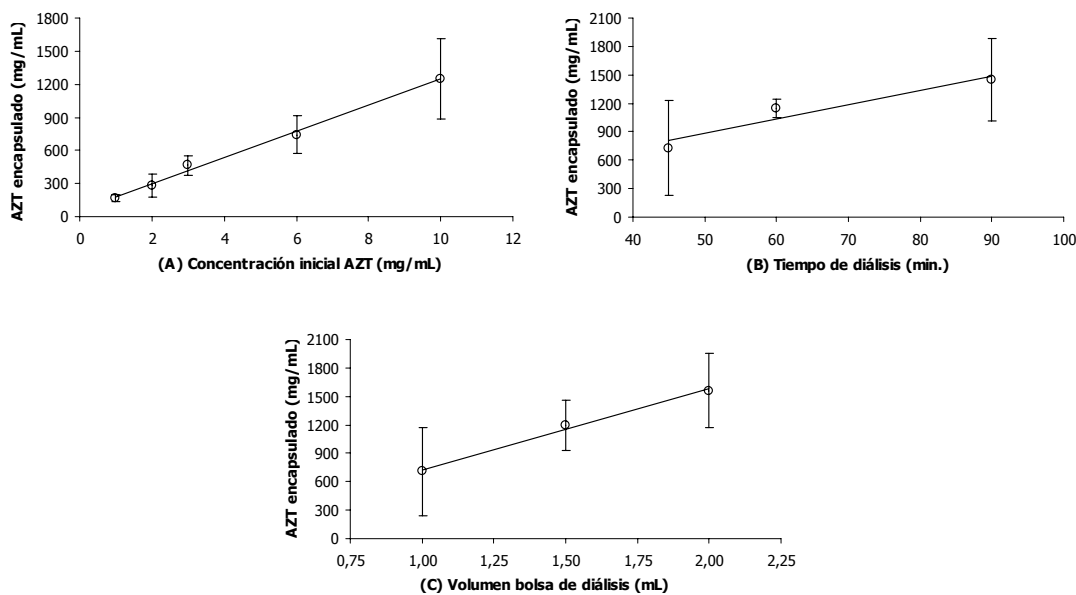 1800
1500
1200
900
600
300
0
AZT encapsulado (mg/mL)
0 2 4 6 8 10 12
(A) Concentración inicial AZT (mg/mL)
2100
1800
1500
1200
900
600
300
0
AZT encapsulado (mg/mL)
40 50 60 70 80 90 100
(B) Tiempo de diálisis (min.)
2100
1800
1500
1200
900
600
300
0
AZT encapsulado (mg/mL)
0,75 1,00 1,25 1,50 1,75 2,00 2,25
(C) Volumen bolsa de diálisis (mL)